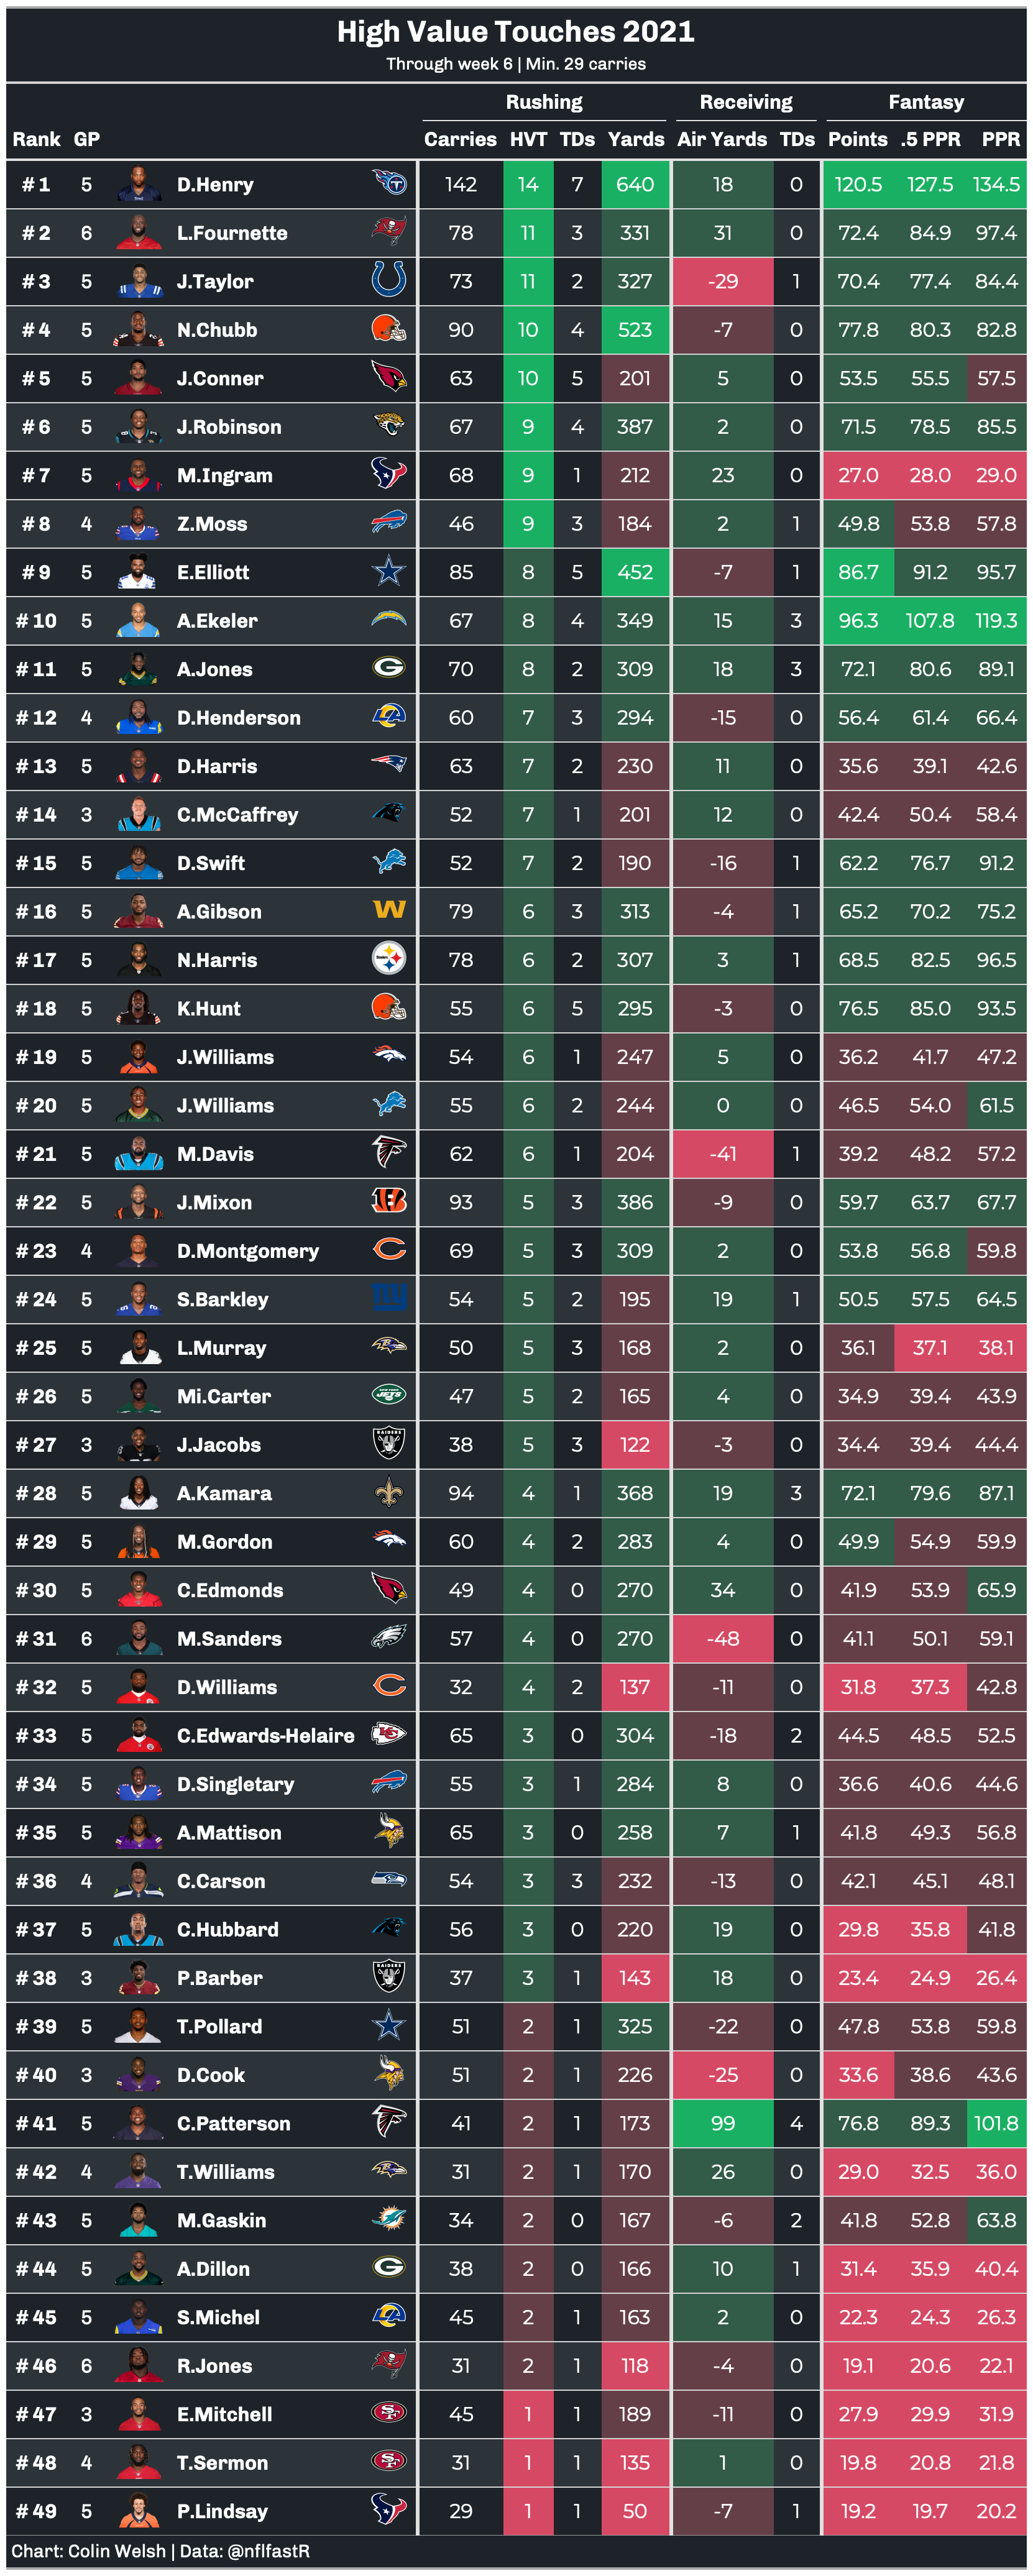 High Value Touches 2021
Through week 6 | Min. 29 carries
Rushing Receiving Fantasy
Rank GP Carries HVT TDs Yards Air Yards TDs Points .5 PPR PPR
# 1 5 D.Henry 142 14 7 640 18 0 120.5 127.5 134.5
# 2 6 L.Fournette 78 11 3 331 31 0 72.4 84.9 97.4
# 3 5 J.Taylor 73 11 2 327 -29 1 70.4 77.4 84.4
# 4 5 N.Chubb 90 10 4 523 -7 0 77.8 80.3 82.8
# 5 5 J.Conner 63 10 5 201 5 0 53.5 55.5 57.5
# 6 5 J.Robinson 67 9 4 387 2 0 71.5 78.5 85.5
# 7 5 M.Ingram 68 9 1 212 23 0 27.0 28.0 29.0
# 8 4 Z.Moss 46 9 3 184 2 1 49.8 53.8 57.8
# 9 5 E.Elliott 85 8 5 452 -7 1 86.7 91.2 95.7
# 10 5 A.Ekeler 67 8 4 349 15 3 96.3 107.8 119.3
# 11 5 A.Jones 70 8 2 309 18 3 72.1 80.6 89.1
# 12 4 D.Henderson 60 7 3 294 -15 0 56.4 61.4 66.4
# 13 5 D.Harris 63 7 2 230 11 0 35.6 39.1 42.6
# 14 3 C.McCaffrey 52 7 1 201 12 0 42.4 50.4 58.4
# 15 5 D.Swift 52 7 2 190 -16 1 62.2 76.7 91.2
# 16 5 A.Gibson W 79 6 3 313 -4 1 65.2 70.2 75.2
# 17 5 N.Harris 78 6 2 307 3 1 68.5 82.5 96.5
# 18 5 K.Hunt 55 6 5 295 -3 0 76.5 85.0 93.5
# 19 5 J.Williams 54 6 1 247 5 0 36.2 41.7 47.2
# 20 5 J.Williams 55 6 2 244 0 0 46.5 54.0 61.5
# 21 5 M.Davis 62 6 1 204 -41 1 39.2 48.2 57.2
# 22 5 J.Mixon 93 5 3 386 -9 0 59.7 63.7 67.7
# 23 4 D.Montgomery 69 5 3 309 2 0 53.8 56.8 59.8
# 24 5 S.Barkley ny 54 5 2 195 19 1 50.5 57.5 64.5
# 25 5 L.Murray 50 5 3 168 2 0 36.1 37.1 38.1
# 26 5 Mi.Carter JETS 47 5 2 165 4 0 34.9 39.4 43.9
# 27 3 J.Jacobs RAIDERS 38 5 3 122 -3 0 34.4 39.4 44.4
# 28 5 A.Kamara 94 4 1 368 19 3 72.1 79.6 87.1
# 29 5 M.Gordon 60 4 2 283 4 0 49.9 54.9 59.9
# 30 5 C.Edmonds 49 4 0 270 34 0 41.9 53.9 65.9
# 31 6 M.Sanders 57 4 0 270 -48 0 41.1 50.1 59.1
# 32 5 D.Williams 32 4 2 137 -11 0 31.8 37.3 42.8
# 33 5 C.Edwards-Helaire KC 65 3 0 304 -18 2 44.5 48.5 52.5
# 34 5 D.Singletary 55 3 1 284 8 0 36.6 40.6 44.6
# 35 5 A.Mattison 65 3 0 258 7 1 41.8 49.3 56.8
# 36 4 C.Carson 54 3 3 232 -13 0 42.1 45.1 48.1
# 37 5 C.Hubbard 56 3 0 220 19 0 29.8 35.8 41.8
# 38 3 P.Barber RAIDERS 37 3 1 143 18 0 23.4 24.9 26.4
# 39 5 T.Pollard 51 2 1 325 -22 0 47.8 53.8 59.8
# 40 3 D.Cook 51 2 1 226 -25 0 33.6 38.6 43.6
# 41 5 C.Patterson 41 2 1 173 99 4 76.8 89.3 101.8
# 42 4 T.Williams 31 2 1 170 26 0 29.0 32.5 36.0
# 43 5 M.Gaskin 34 2 0 167 -6 2 41.8 52.8 63.8
# 44 5 A.Dillon 38 2 0 166 10 1 31.4 35.9 40.4
# 45 5 S.Michel 45 2 1 163 2 0 22.3 24.3 26.3
# 46 6 R.Jones 31 2 1 118 -4 0 19.1 20.6 22.1
# 47 3 E.Mitchell SF 45 1 1 189 -11 0 27.9 29.9 31.9
# 48 4 T.Sermon SF 31 1 1 135 1 0 19.8 20.8 21.8
# 49 5 P.Lindsay 29 1 1 50 -7 1 19.2 19.7 20.2
Chart: Colin Welsh | Data: @nflfastR